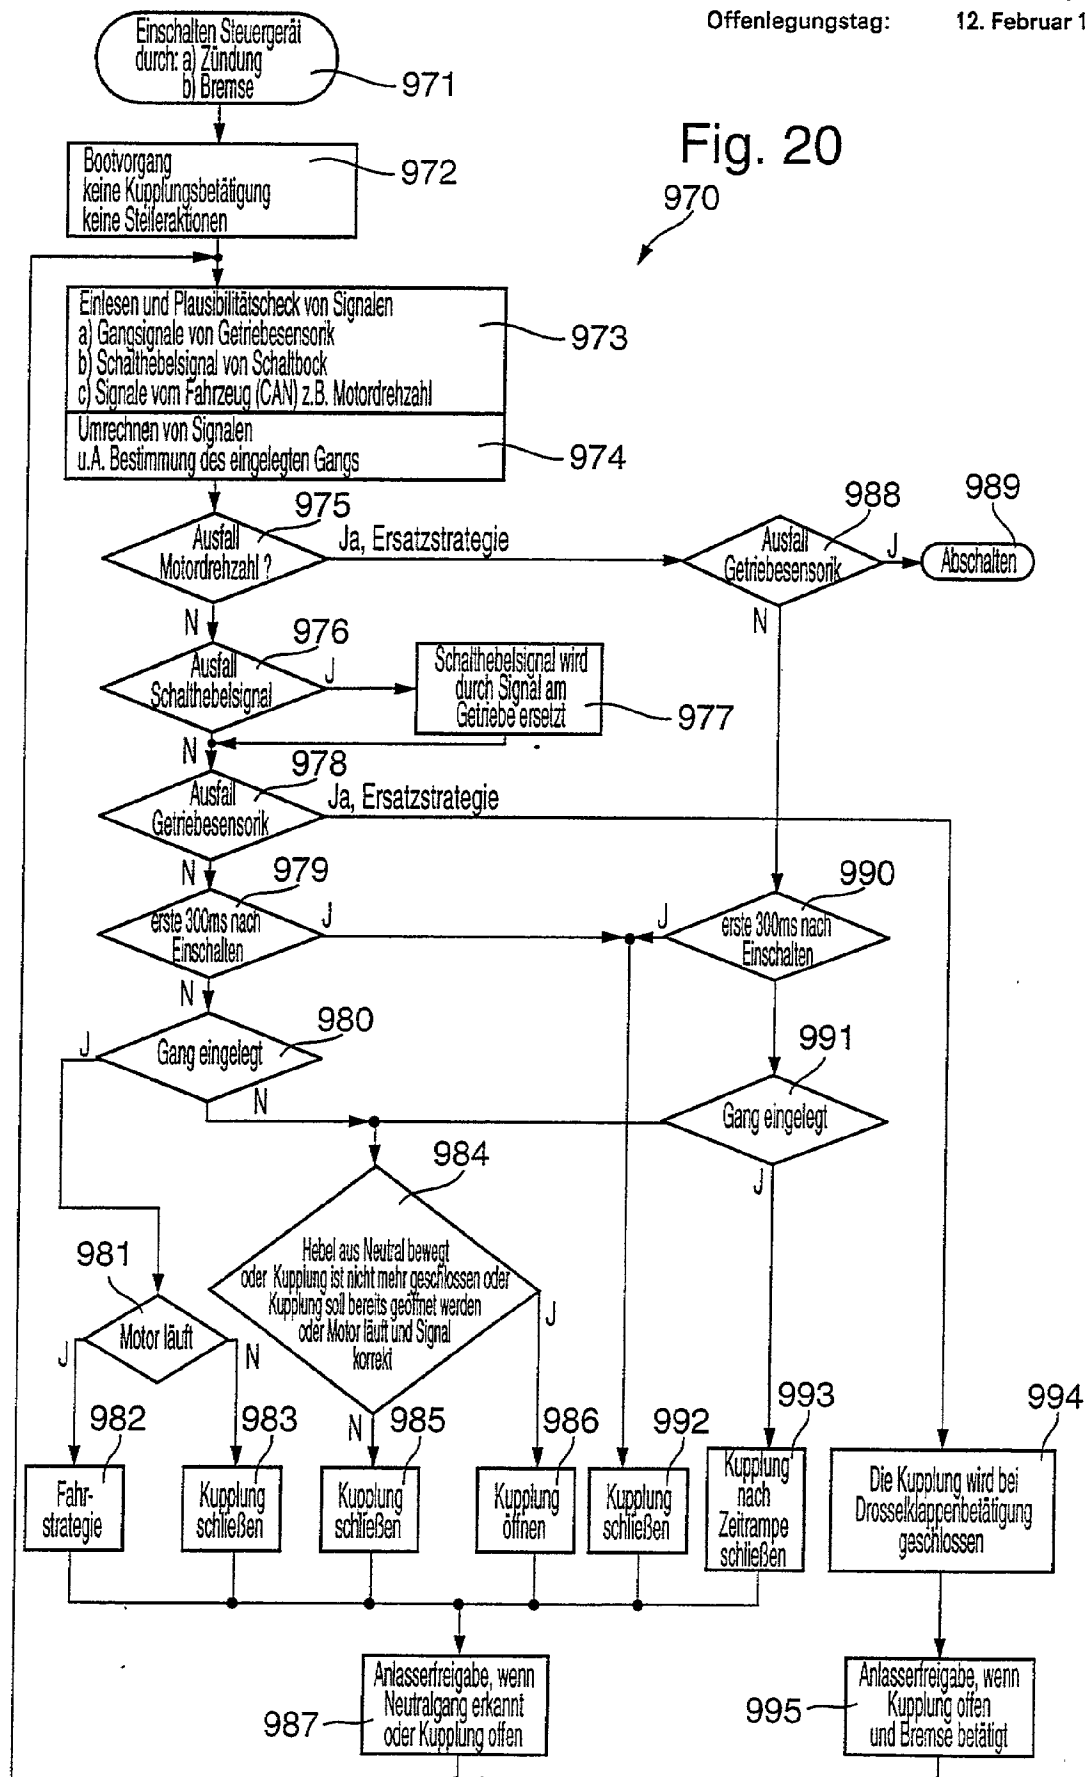 Offenlegungstag: 12. Februar 1
Einschalten Steuergerät
durch: a) Zündung
b) Bremse
971
Fig. 20
Bootvorgang
keine Kupplungsbetätigung
keine Stelleraktionen
972
970
Einlesen und Plausibilitätscheck von Signalen
a) Gangsignale von Getriebesensorik
b) Schalthebelsignal von Schaltbock
c) Signale vom Fahrzeug (CAN) z.B. Motordrehzahl
973
Umrechnen von Signalen
u.A. Bestimmung des eingelegten Gangs
974
975
Ausfall
Motordrehzahl ?
Ja, Ersatzstrategie
N
988
Ausfall
Getriebesensorik
J
N
989
Abschalten
976
Ausfall
Schalthebelsignal
J
N
Schalthebelsignal wird
durch Signal am
Getriebe ersetzt
977
978
Ausfall
Getriebesensorik
Ja, Ersatzstrategie
N
979
erste 300ms nach
Einschalten
J
N
990
erste 300ms nach
Einschalten
J
980
Gang eingelegt
J
N
991
Gang eingelegt
J
984
Hebel aus Neutral bewegt
oder Kupplung ist nicht mehr geschlossen oder
Kupplung soll bereits geöffnet werden
oder Motor läuft und Signal
korrekt
J
N
981
Motor läuft
J
N
982
Fahr-
strategie
983
Kupplung
schließen
985
Kupplung
schließen
986
Kupplung
öffnen
992
Kupplung
schließen
993
Kupplung
nach
Zeitrampe
schließen
994
Die Kupplung wird bei
Drosselklappenbetätigung
geschlossen
Anlasserfreigabe, wenn
Neutralgang erkannt
oder Kupplung offen
987
Anlasserfreigabe, wenn
Kupplung offen
und Bremse betätigt
995